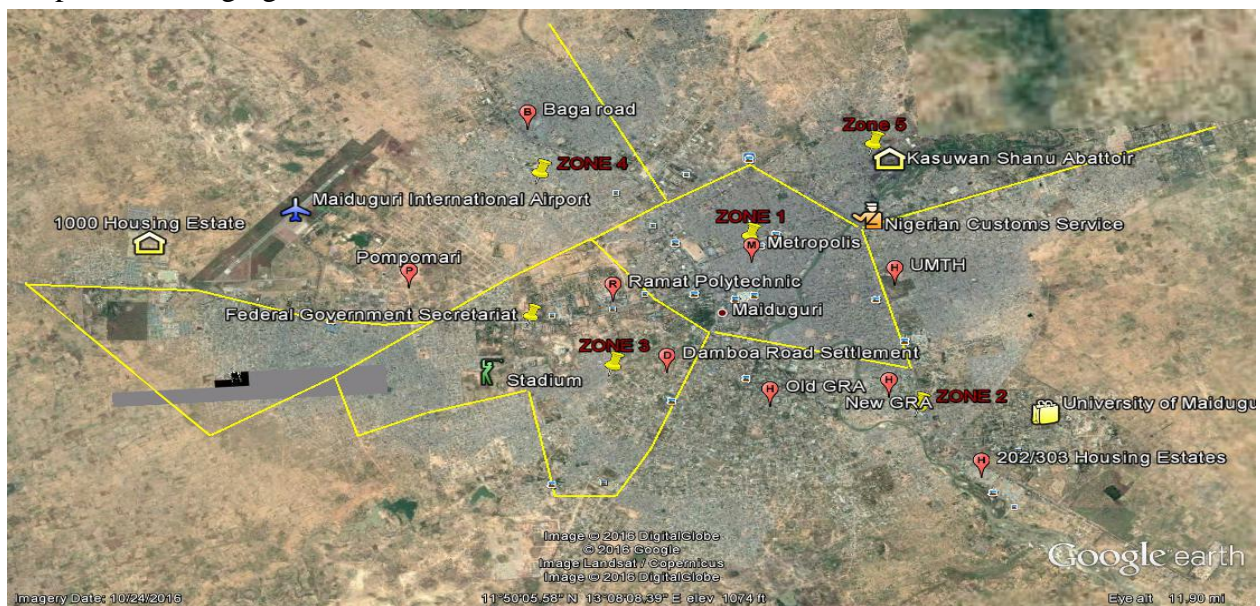 B
Baga road
Zone 5
ZONE 4
Kasuwan Shanu Abattoir
Maiduguri International Airport
1000 Housing Estate
ZONE 1
Nigerian Customs Service
M
Metropolis
Pompomari
P
H
UMTH
R
Ramat Polytechnic
Federal Government Secretariat
Maiduguri
ZONE 3
D
Damboa Road Settlement
Stadium
H
Old GRA
H
New GRA
ZONE 2
University of Maidugu
H
202/303 Housing Estates
Image © 2016 DigitalGlobe
© 2016 Google
Image Landsat / Copernicus
Image © 2016 DigitalGlobe
Google earth
Imagery Date: 10/24/2016
11°50'05.58" N 13°08'08.39" E elev 1074 ft
Eye alt 11.90 mi